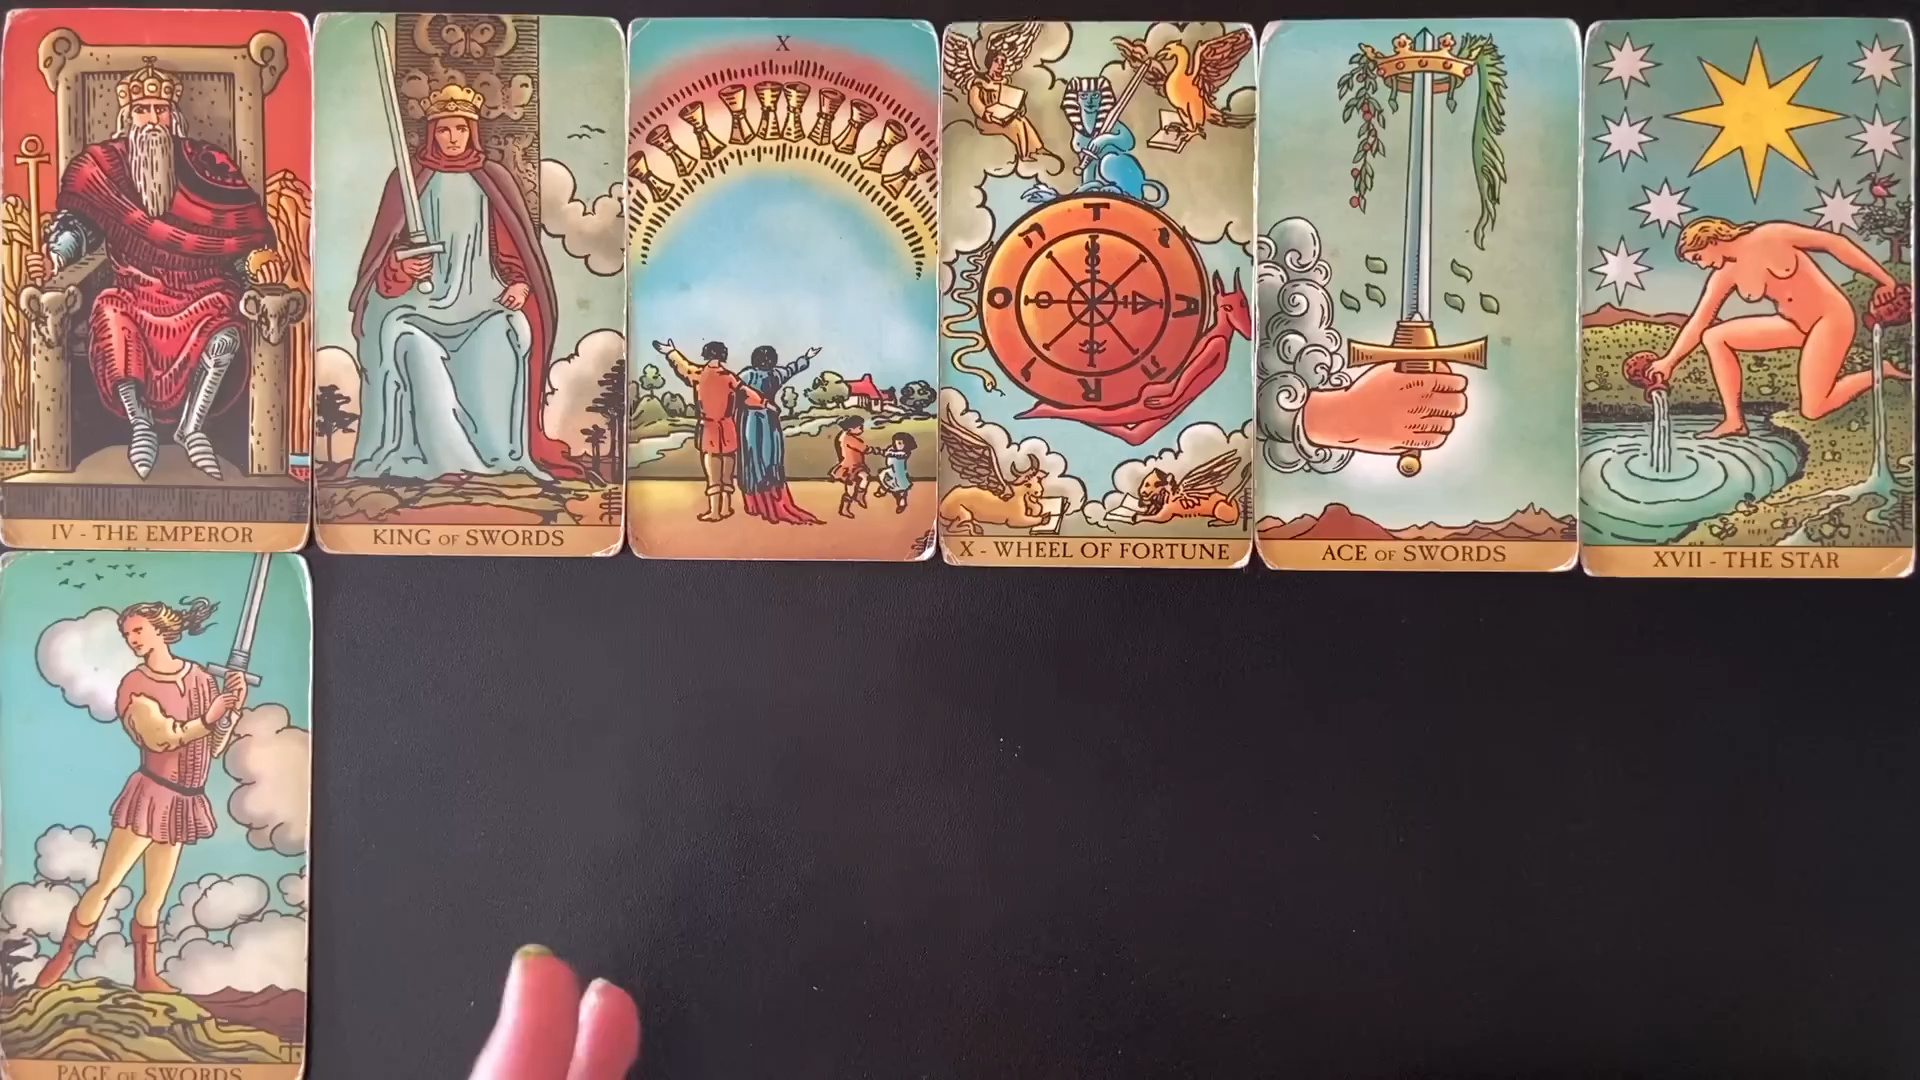 IV - THE EMPEROR
KING OF SWORDS
X
X - WHEEL OF FORTUNE
T
A
R
O
ACE OF SWORDS
XVII - THE STAR
PAGE OF SWORDS